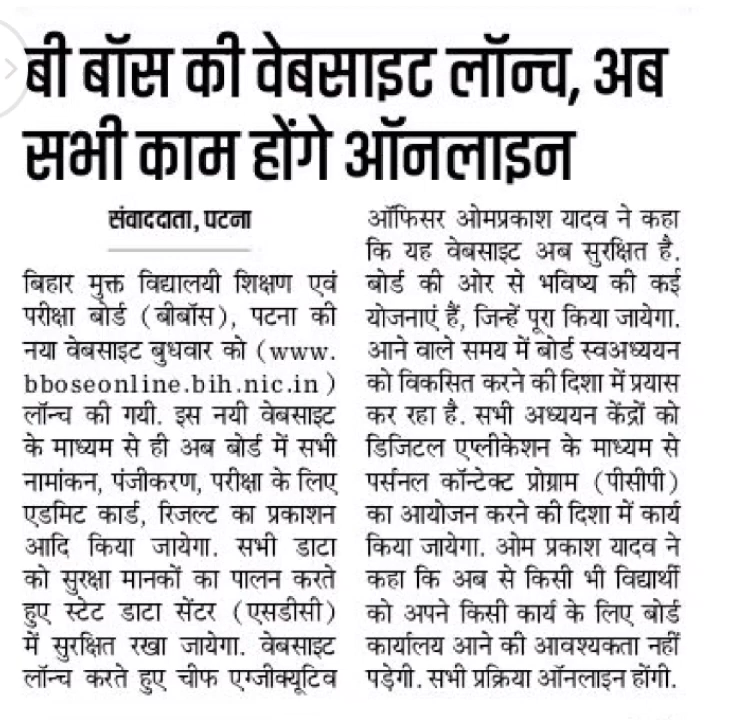 बी बॉस की वेबसाइट लॉन्च, अब
सभी काम होंगे ऑनलाइन
संवाददाता, पटना
बिहार मुक्त विद्यालयी शिक्षण एवं
परीक्षा बोर्ड (बीबॉस), पटना की
नया वेबसाइट बुधवार को (www.
bboseonline.bih.nic.in)
लॉन्च की गयी. इस नयी वेबसाइट
के माध्यम से ही अब बोर्ड में सभी
नामांकन, पंजीकरण, परीक्षा के लिए
एडमिट कार्ड, रिजल्ट का प्रकाशन
आदि किया जायेगा. सभी डाटा
को सुरक्षा मानकों का पालन करते
हुए स्टेट डाटा सेंटर (एसडीसी)
में सुरक्षित रखा जायेगा. वेबसाइट
लॉन्च करते हुए चीफ एग्जीक्यूटिव
ऑफिसर ओमप्रकाश यादव ने कहा
कि यह वेबसाइट अब सुरक्षित है.
बोर्ड की ओर से भविष्य की कई
योजनाएं हैं, जिन्हें पूरा किया जायेगा.
आने वाले समय में बोर्ड स्वअध्ययन
को विकसित करने की दिशा में प्रयास
कर रहा है. सभी अध्ययन केंद्रों को
डिजिटल एप्लीकेशन के माध्यम से
पर्सनल कॉन्टेक्ट प्रोग्राम (पीसीपी)
का आयोजन करने की दिशा में कार्य
किया जायेगा. ओम प्रकाश यादव ने
कहा कि अब से किसी भी विद्यार्थी
को अपने किसी कार्य के लिए बोर्ड
कार्यालय आने की आवश्यकता नहीं
पड़ेगी. सभी प्रक्रिया ऑनलाइन होंगी.